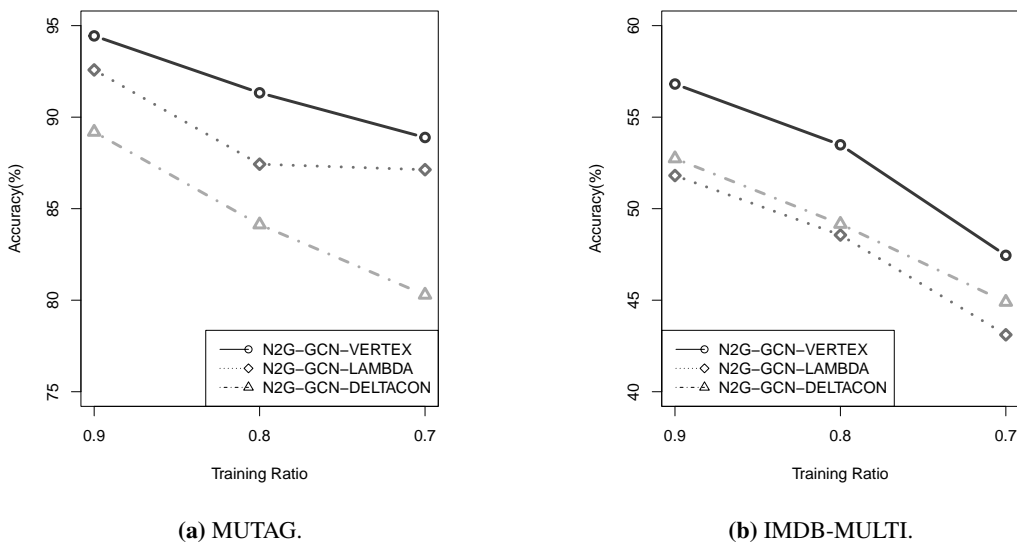 95
90
85
80
75
Accuracy(%)
0.9
0.8
0.7
Training Ratio
N2G−GCN−VERTEX
N2G−GCN−LAMBDA
N2G−GCN−DELTACON
(a) MUTAG.
60
55
50
45
40
Accuracy(%)
0.9
0.8
0.7
Training Ratio
N2G−GCN−VERTEX
N2G−GCN−LAMBDA
N2G−GCN−DELTACON
(b) IMDB-MULTI.